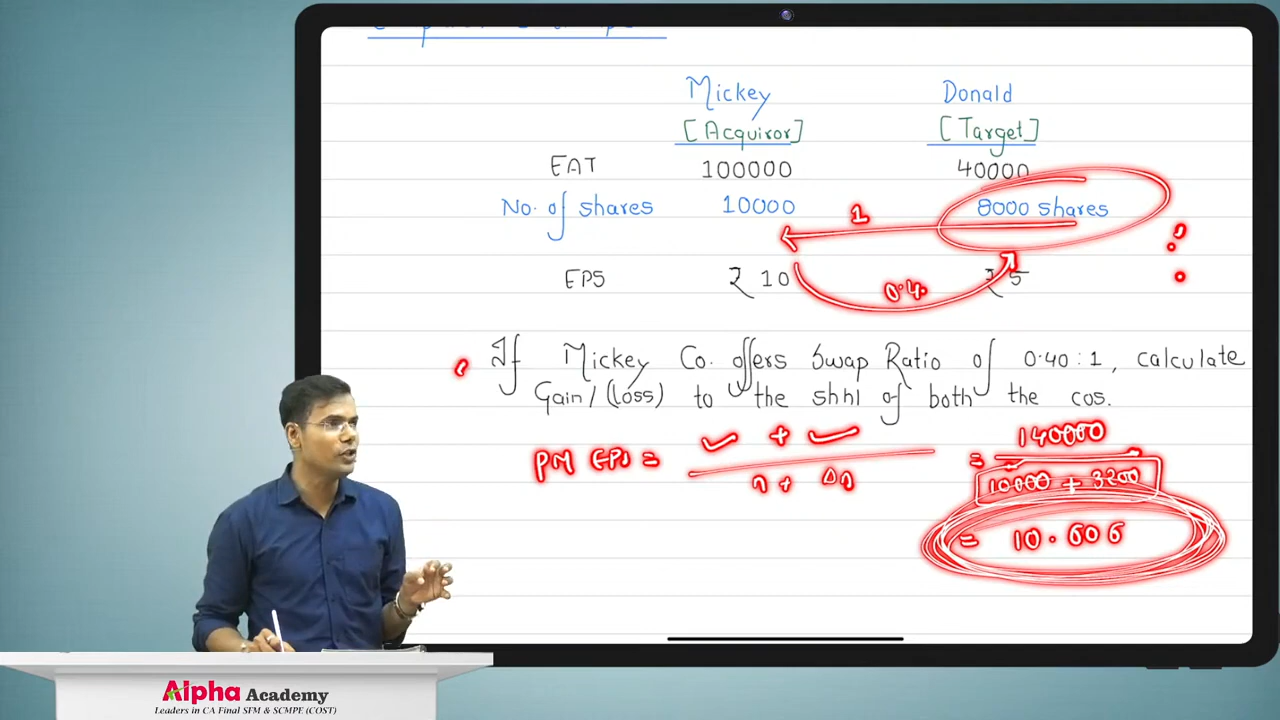 Mickey Donald
[Acquiror] [Target]
EAT 100000 40000
No. of shares 10000 8000 shares
1
EPS ₹ 10 ₹ 5
0.4
If Mickey Co. offers Swap Ratio of 0.40 : 1, calculate
Gain/(loss) to the shhl of both the cos.
PM EPS = ✓ + ✓ / n + Δn = 140000 / 10000 + 3200
= 10.606
Alpha Academy
Leaders in CA Final SFM & SCMPE (COST)